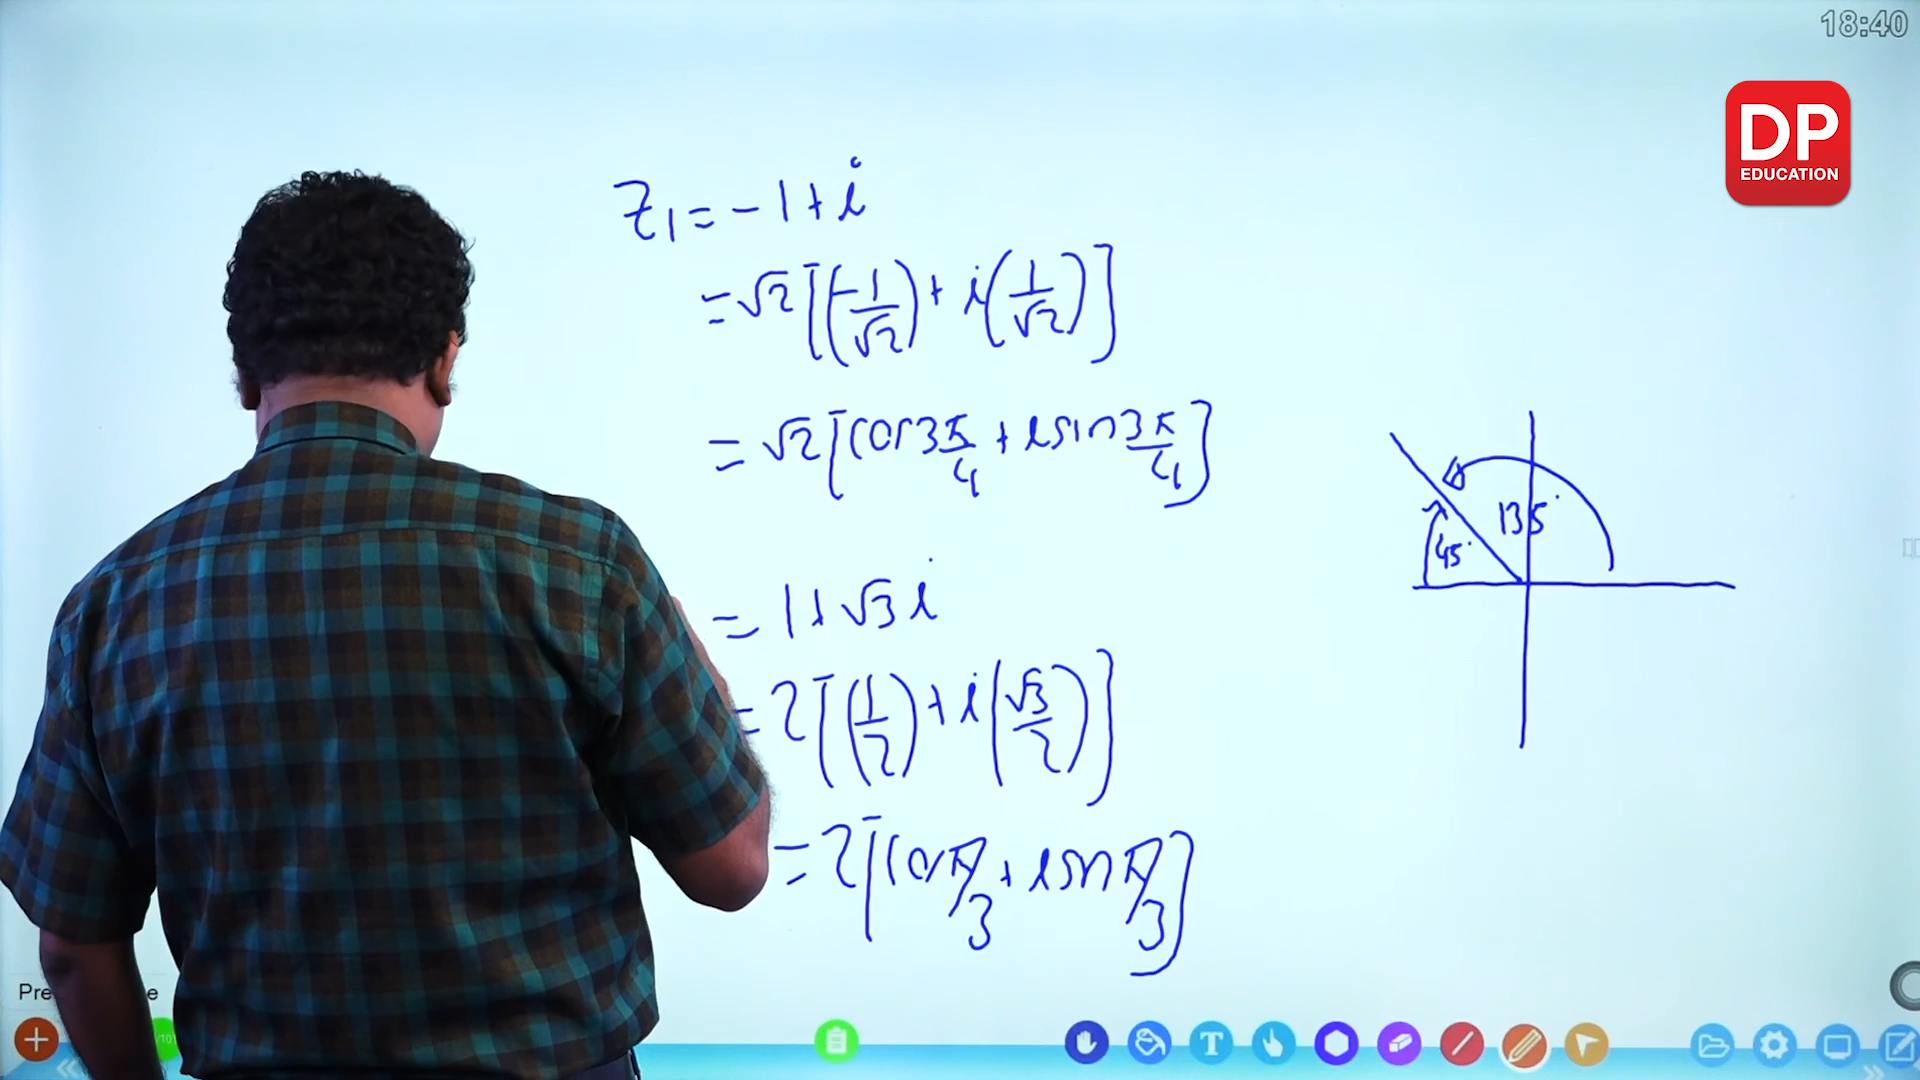 18:40
DP
EDUCATION
Z₁ = -1 + i
= √2 [(-1/√2) + i(1/√2)]
= √2 [cos 3π/4 + i sin 3π/4]
135°
45°
= 1 + √3 i
= 2 [(1/2) + i(√3/2)]
= 2 [cos π/3 + i sin π/3]
Pre
e
T